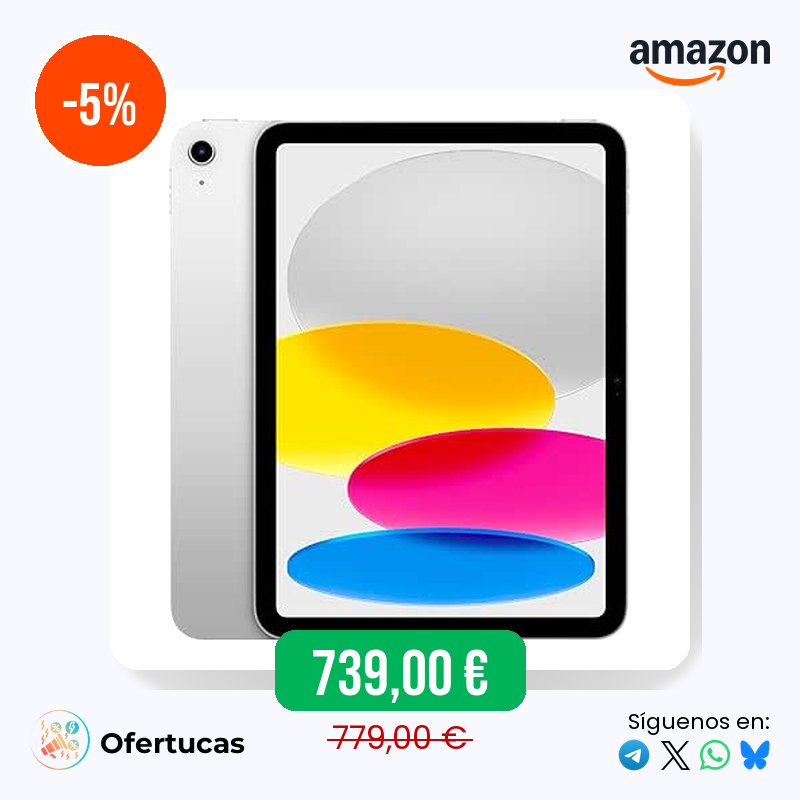 -5%
amazon
739,00 €
779,00 €
Ofertucas
Síguenos en: